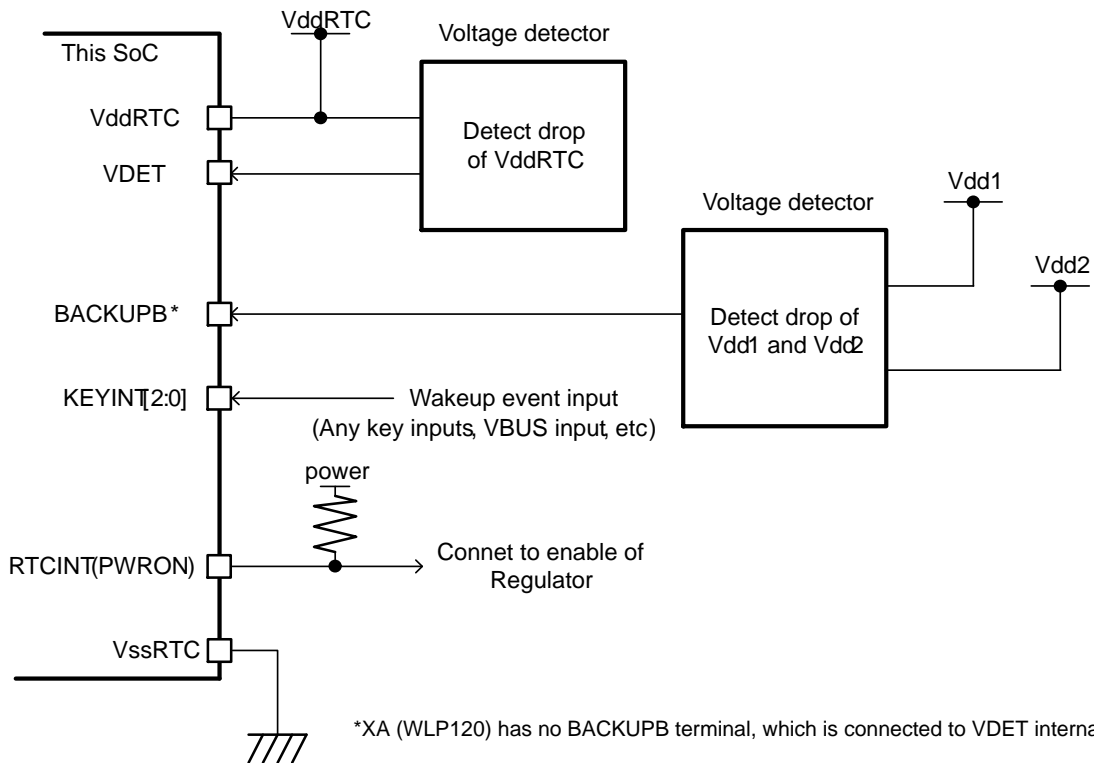 VddRTC
Voltage detector
This SoC
VddRTC
Detect drop
of VddRTC
VDET
Vdd1
Voltage detector
Vdd2
BACKUPB*
Detect drop of
Vdd1 and Vdd2
KEYINT[2:0]
Wakeup event input
(Any key inputs, VBUS input, etc)
power
RTCINT(PWRON)
Connet to enable of
Regulator
VssRTC
*XA (WLP120) has no BACKUPB terminal, which is connected to VDET interna